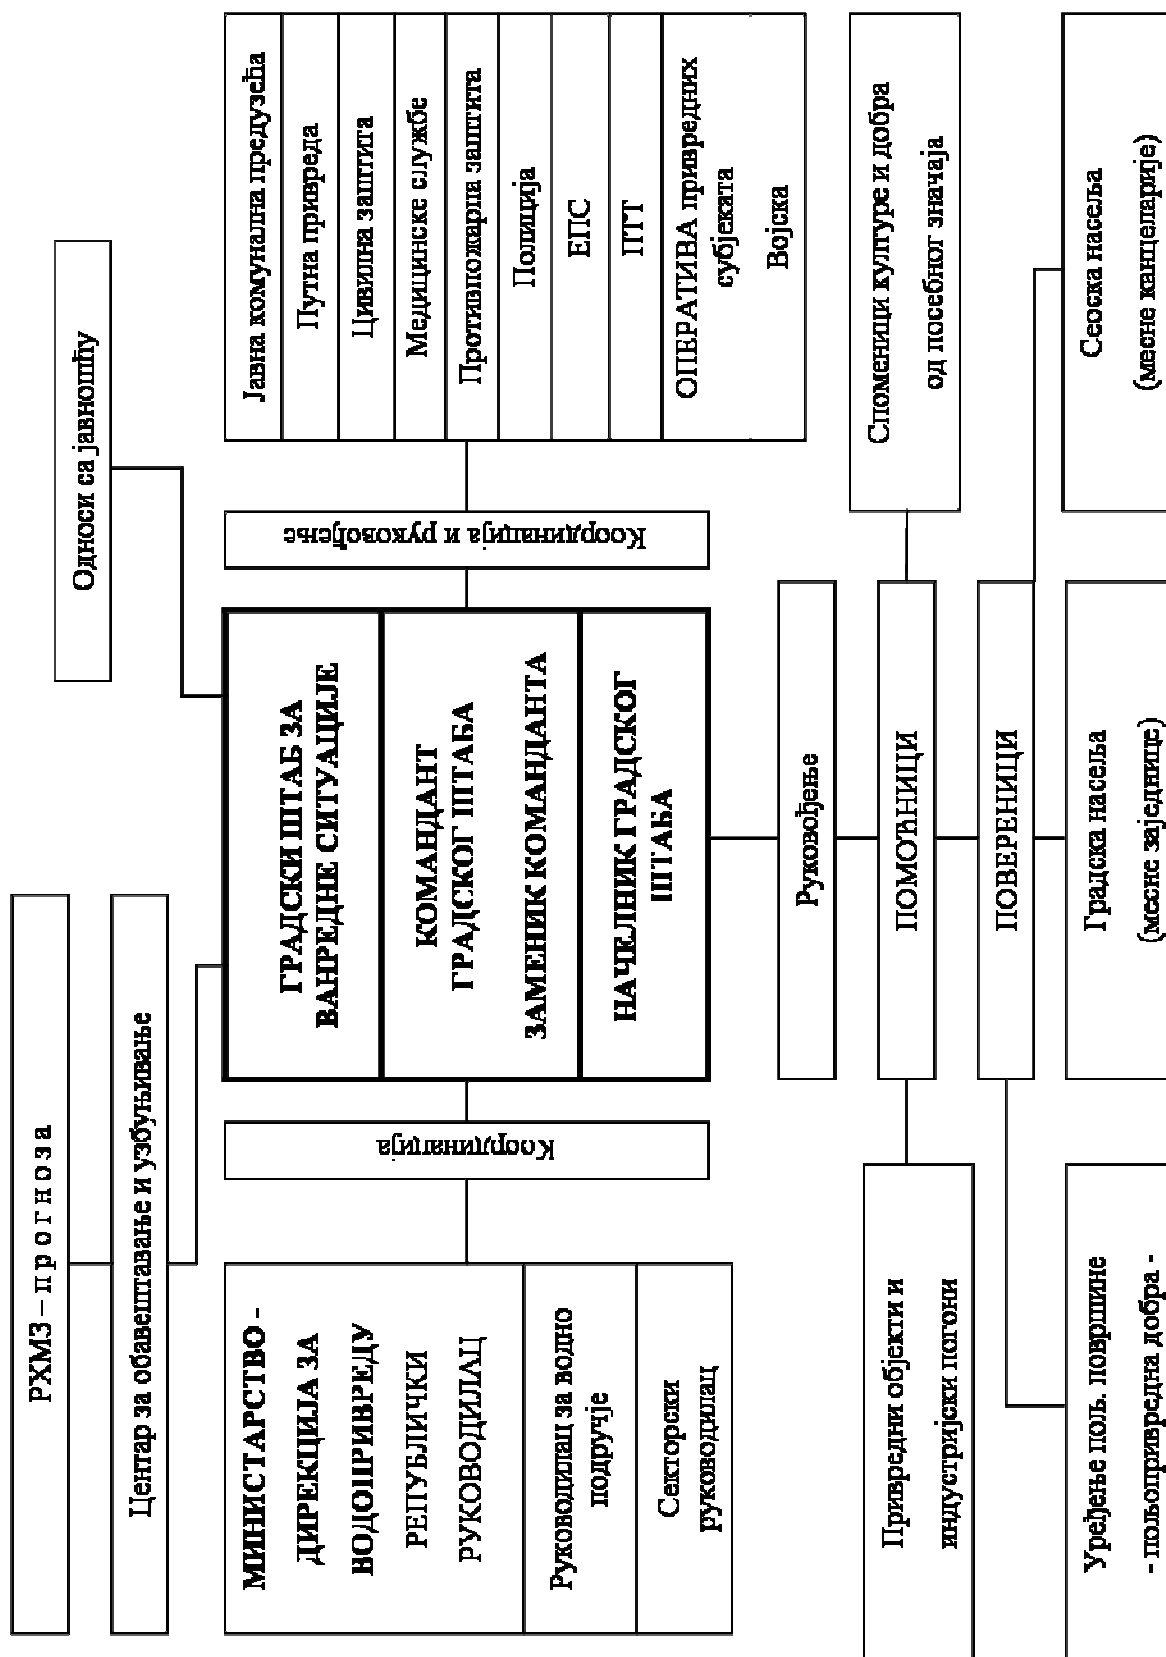 РХМЗ – п р о г н о з а
Центар за обавештавање и узбуњивање
Односи са јавношћу
МИНИСТАРСТВО -
ДИРЕКЦИЈА ЗА
ВОДОПРИВРЕДУ
РЕПУБЛИЧКИ
РУКОВОДИЛАЦ
Руководилац за водно
подручје
Секторски
руководилац
Координација
ГРАДСКИ ШТАБ ЗА
ВАНРЕДНЕ СИТУАЦИЈЕ
КОМАНДАНТ
ГРАДСКОГ ШТАБА
ЗАМЕНИК КОМАНДАНТА
НАЧЕЛНИК ГРАДСКОГ
ШТАБА
Координација и руковођење
Јавна комунална предузећа
Путна привреда
Цивилна заштита
Медицинске службе
Противпожарна заштита
Полиција
ЕПС
ПТТ
ОПЕРАТИВА привредних
субјеката
Војска
Руковођење
Привредни објекти и
индустријски погони
ПОМОЋНИЦИ
Споменици културе и добра
од посебног значаја
ПОВЕРЕНИЦИ
Уређење пољ. површине
- пољопривредна добра -
Градска насеља
(месне заједнице)
Сеоска насеља
(месне канцеларије)